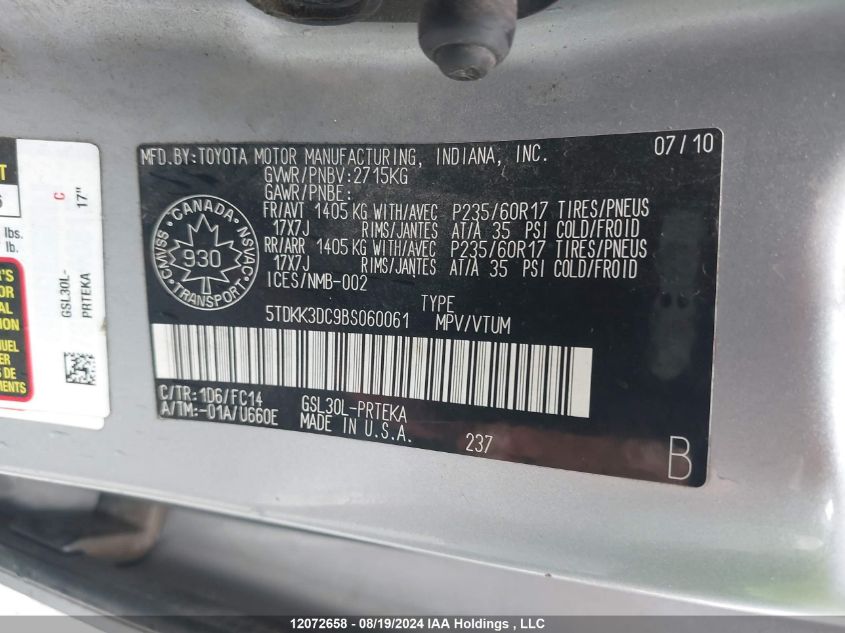 MFD.BY:TOYOTA MOTOR MANUFACTURING, INDIANA, INC. 07/10
GVWR/PNBV:2715KG
GAWR/PNBE:
FR/AVT 1405 KG WITH/AVEC P235/60R17 TIRES/PNEUS
17X7J RIMS/JANTES AT/A 35 PSI COLD/FROID
RR/ARR 1405 KG WITH/AVEC P235/60R17 TIRES/PNEUS
17X7J RIMS/JANTES AT/A 35 PSI COLD/FROID
ICES/NMB-002
CANADA
CMVSS NSVAC
930
TRANSPORT
TYPE
5TDKK3DC9BS060061 MPV/VTUM
C/TR:1D6/FC14 GSL30L-PRTEKA
A/TM:-01A/U660E MADE IN U.S.A.
237
B
C
17"
GSL30L-
PRTEKA
lbs.
lb.
12072658 - 08/19/2024 IAA Holdings , LLC